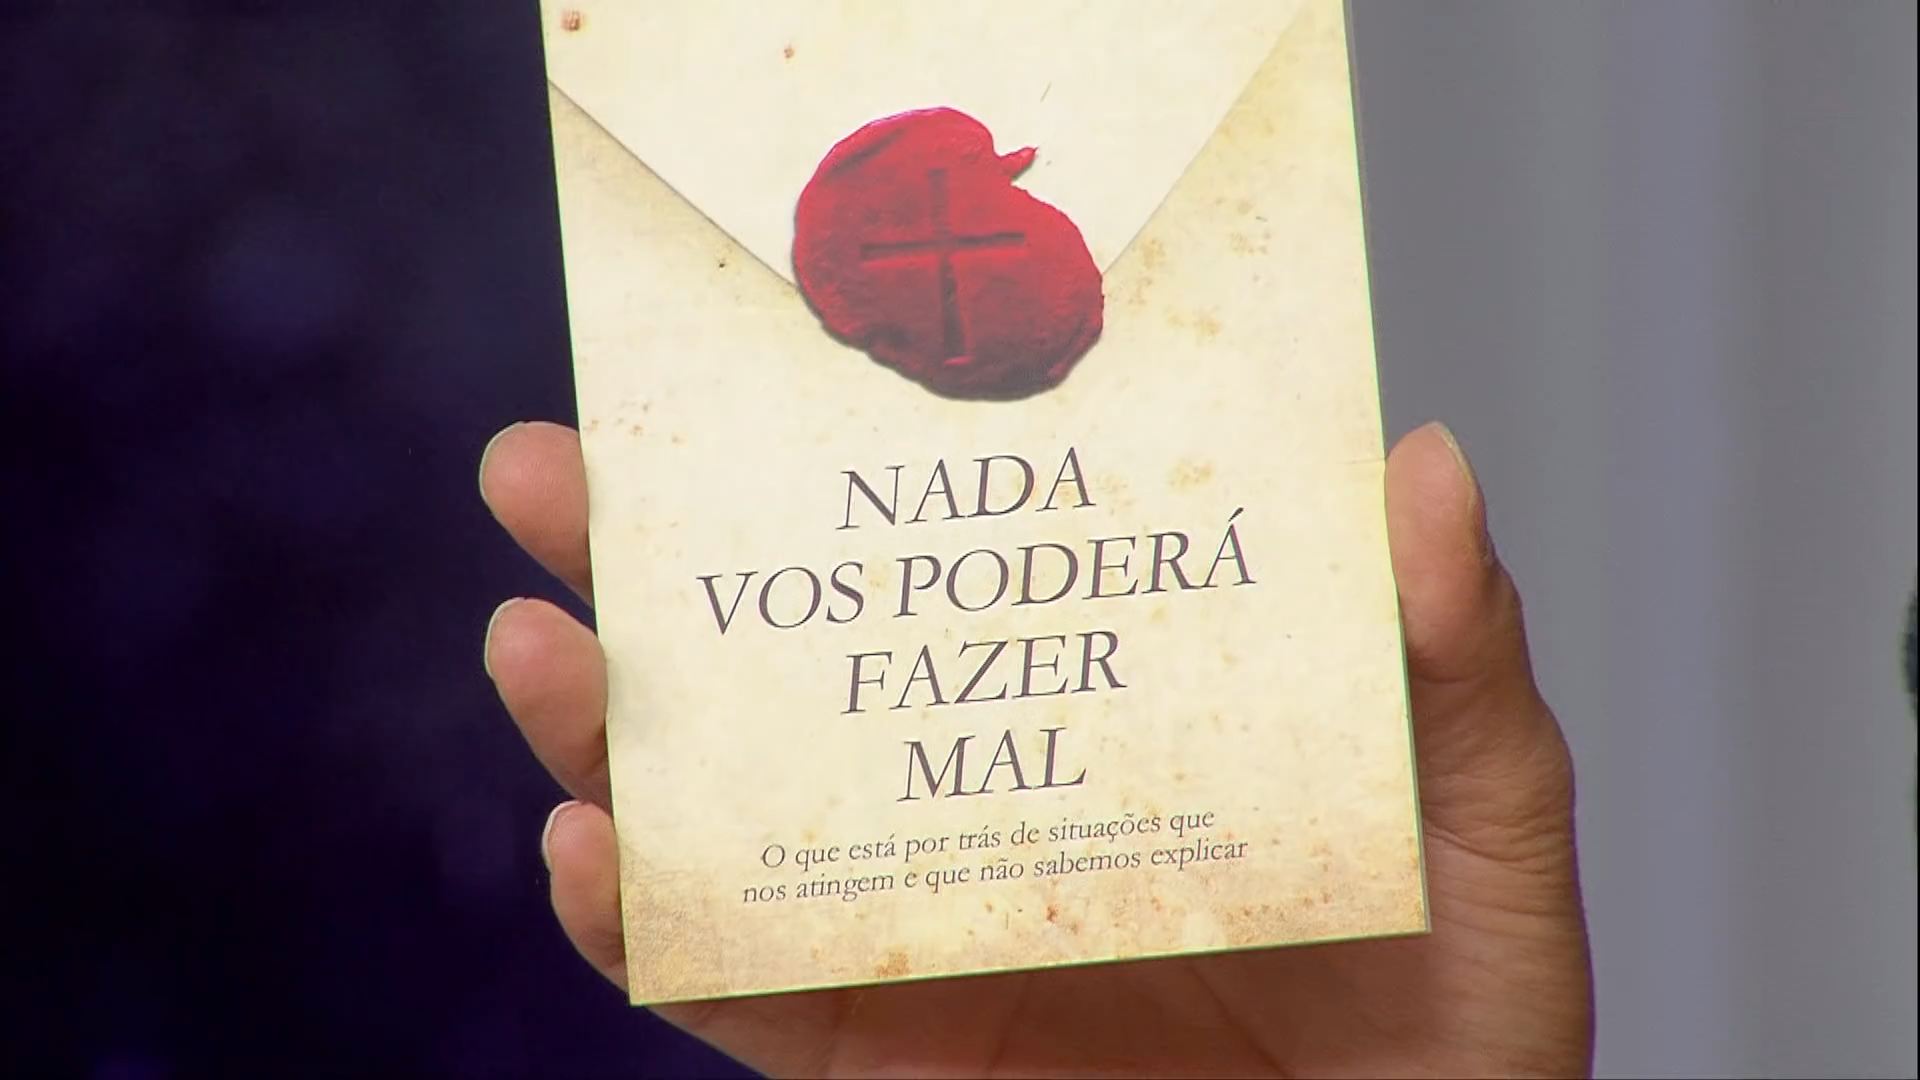 NADA
VOS PODERÁ
FAZER
MAL
O que está por trás de situações que
nos atingem e que não sabemos explicar